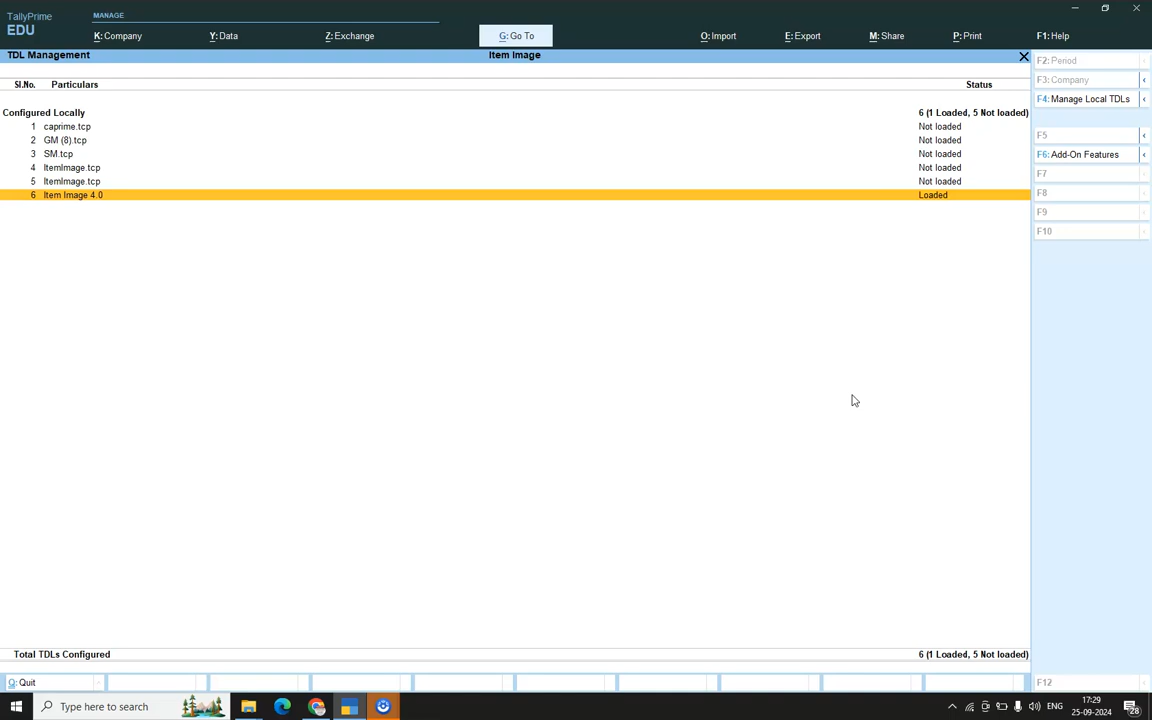 TallyPrime
EDU
MANAGE
K: Company
Y: Data
Z: Exchange
G: Go To
O: Import
E: Export
M: Share
P: Print
F1: Help
TDL Management
Item Image
Sl.No. Particulars Status
Configured Locally 6 (1 Loaded, 5 Not loaded)
1 caprime.tcp Not loaded
2 GM (8).tcp Not loaded
3 SM.tcp Not loaded
4 ItemImage.tcp Not loaded
5 ItemImage.tcp Not loaded
6 Item Image 4.0 Loaded
Total TDLs Configured 6 (1 Loaded, 5 Not loaded)
F2: Period
F3: Company
F4: Manage Local TDLs
F5
F6: Add-On Features
F7
F8
F9
F10
F12
Q: Quit
Type here to search
ENG
17:29
25-09-2024
28